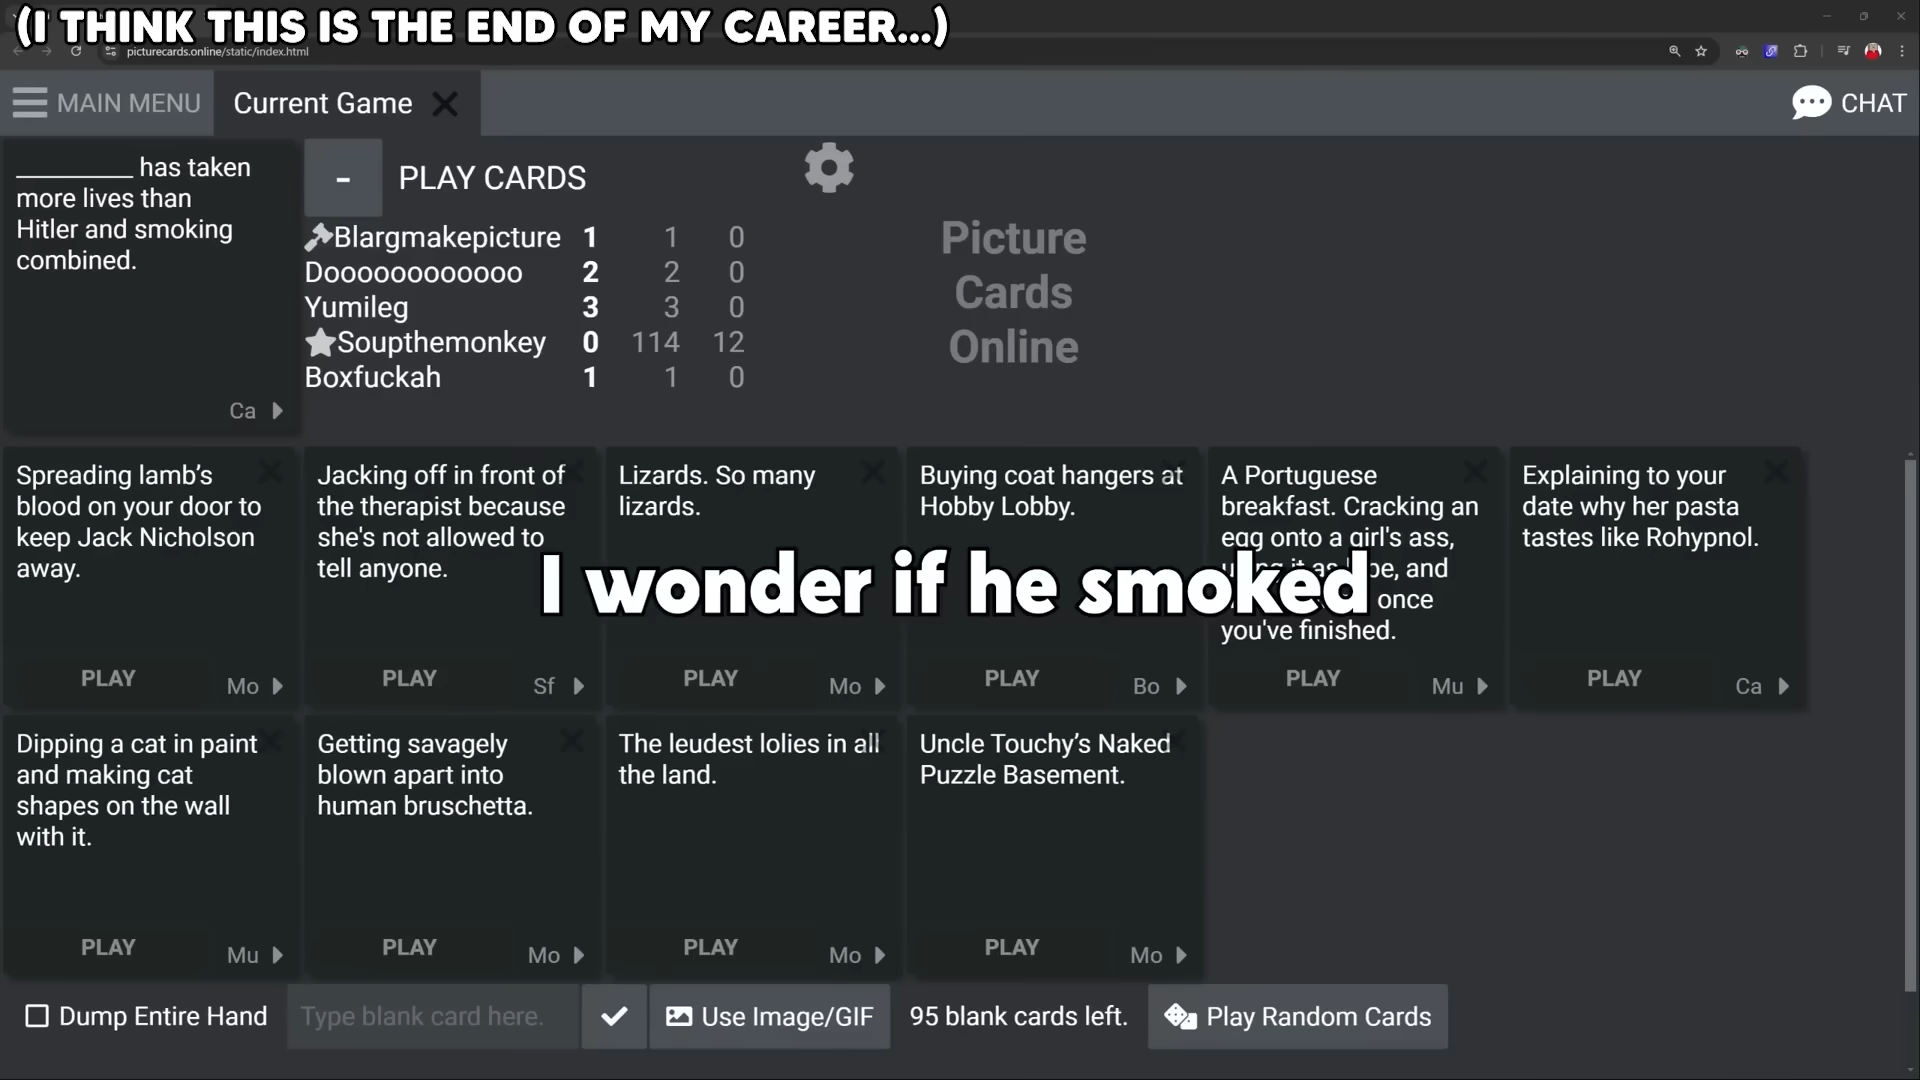 (I THINK THIS IS THE END OF MY CAREER...)
picturecards.online/static/index.html
MAIN MENU
Current Game
CHAT
_________ has taken
more lives than
Hitler and smoking
combined.
Ca
-
PLAY CARDS
Blargmakepicture 1 1 0
Doooooooooooo 2 2 0
Yumileg 3 3 0
Soupthemonkey 0 114 12
Boxfuckah 1 1 0
Picture
Cards
Online
Spreading lamb’s
blood on your door to
keep Jack Nicholson
away.
PLAY
Mo
Jacking off in front of
the therapist because
she's not allowed to
tell anyone.
PLAY
Sf
Lizards. So many
lizards.
PLAY
Mo
Buying coat hangers at
Hobby Lobby.
PLAY
Bo
A Portuguese
breakfast. Cracking an
egg onto a girl's ass,
it as and
once
you've finished.
PLAY
Mu
Explaining to your
date why her pasta
tastes like Rohypnol.
PLAY
Ca
I wonder if he smoked
Dipping a cat in paint
and making cat
shapes on the wall
with it.
PLAY
Mu
Getting savagely
blown apart into
human bruschetta.
PLAY
Mo
The leudest lolies in all
the land.
PLAY
Mo
Uncle Touchy’s Naked
Puzzle Basement.
PLAY
Mo
Dump Entire Hand
Type blank card here.
Use Image/GIF
95 blank cards left.
Play Random Cards